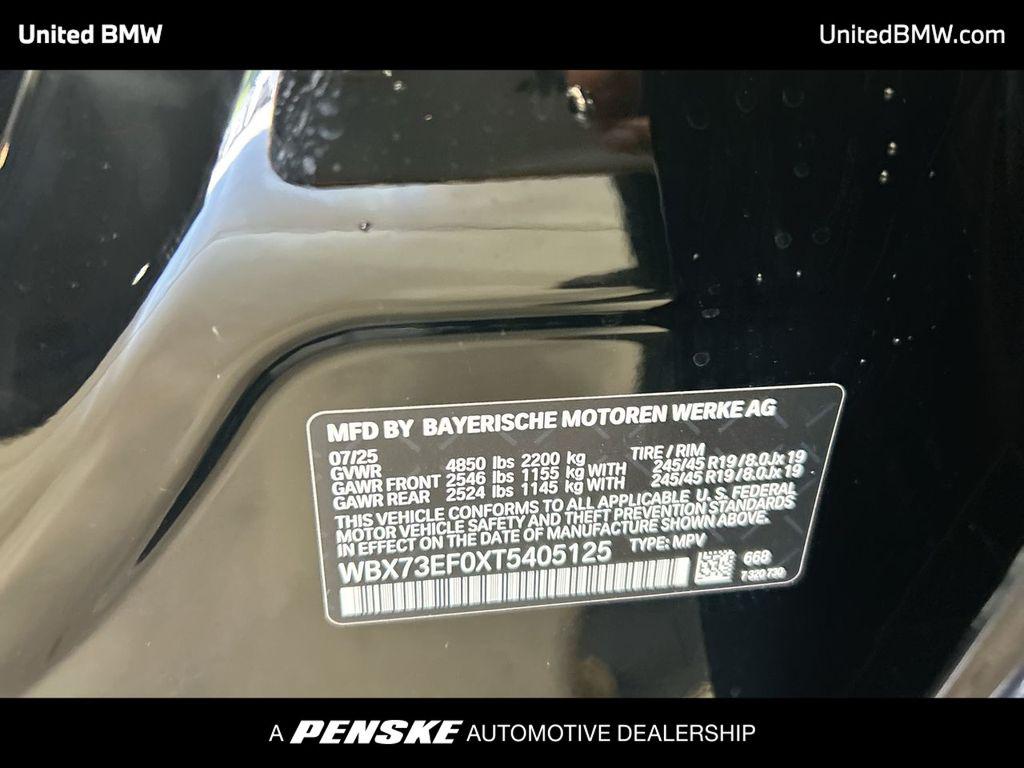 United BMW
UnitedBMW.com
MFD BY BAYERISCHE MOTOREN WERKE AG
07/25
TIRE / RIM
GVWR 4850 lbs 2200 kg
GAWR FRONT 2546 lbs 1155 kg WITH 245/45 R19/8.0Jx19
GAWR REAR 2524 lbs 1145 kg WITH 245/45 R19/8.0Jx19
THIS VEHICLE CONFORMS TO ALL APPLICABLE U. S. FEDERAL
MOTOR VEHICLE SAFETY AND THEFT PREVENTION STANDARDS
IN EFFECT ON THE DATE OF MANUFACTURE SHOWN ABOVE.
WBX73EF0XT5405125 TYPE: MPV
668
7320730
A PENSKE AUTOMOTIVE DEALERSHIP